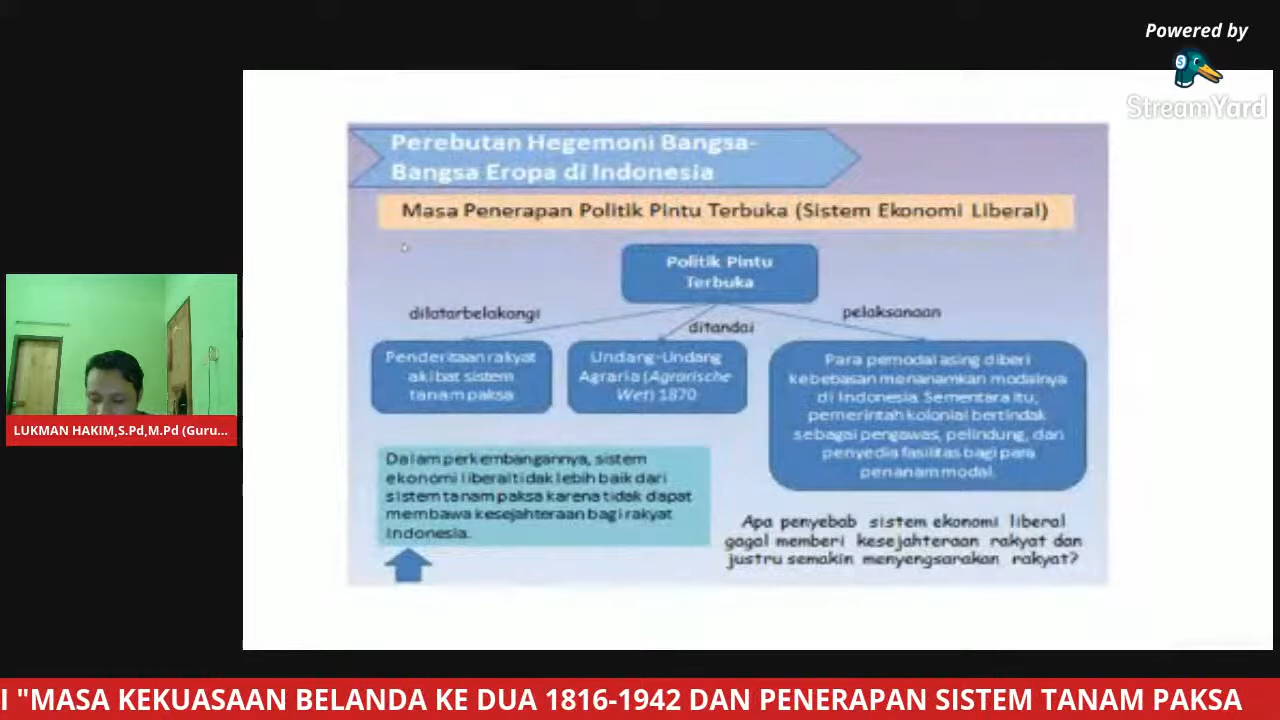 Powered by
StreamYard
Perebutan Hegemoni Bangsa-
Bangsa Eropa di Indonesia
Masa Penerapan Politik Pintu Terbuka (Sistem Ekonomi Liberal)
Politik Pintu
Terbuka
dilatarbelakangi
ditandai
pelaksanaan
Penderitaan rakyat
akibat sistem
tanam paksa
Undang-Undang
Agraria (Agrarische
Wet) 1870
Para pemodal asing diberi
kebebasan menanamkan modalnya
di Indonesia. Sementara itu,
pemerintah kolonial bertindak
sebagai pengawas, pelindung, dan
penyedia fasilitas bagi para
penanam modal.
Dalam perkembangannya, sistem
ekonomi liberal tidak lebih baik dari
sistem tanam paksa karena tidak dapat
membawa kesejahteraan bagi rakyat
Indonesia.
Apa penyebab sistem ekonomi liberal
gagal memberi kesejahteraan rakyat dan
justru semakin menyengsarakan rakyat?
LUKMAN HAKIM,S.Pd,M.Pd (Guru...
I "MASA KEKUASAAN BELANDA KE DUA 1816-1942 DAN PENERAPAN SISTEM TANAM PAKSA